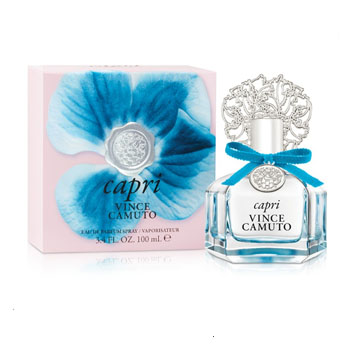 capri
VINCE
CAMUTO
EAU DE PARFUM SPRAY / VAPORISATEUR
3.4 FL. OZ. 100 mL ℮
capri
VINCE
CAMUTO